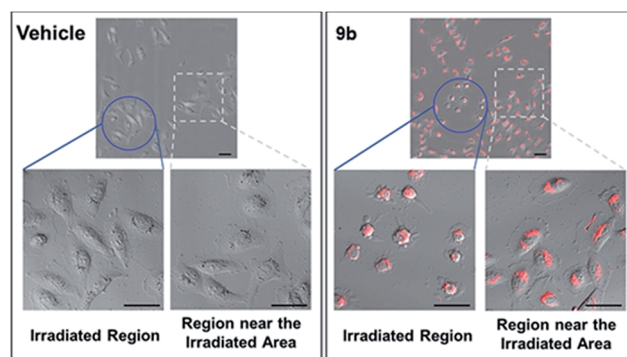 Vehicle
9b
Irradiated Region
Region near the
Irradiated Area
Irradiated Region
Region near the
Irradiated Area